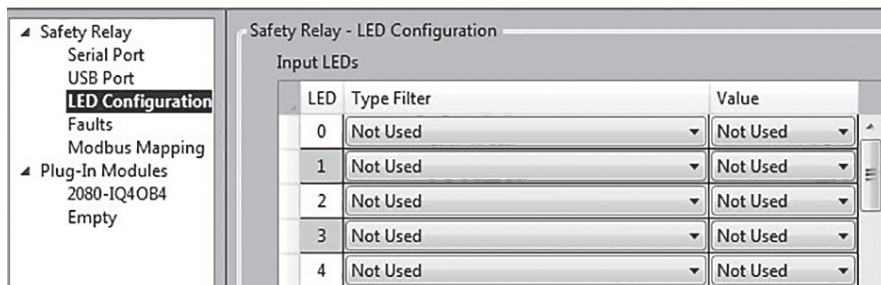 Safety Relay
Serial Port
USB Port
LED Configuration
Faults
Modbus Mapping
Plug-In Modules
2080-IQ4OB4
Empty
Safety Relay - LED Configuration
Input LEDs
LED Type Filter Value
0 Not Used Not Used
1 Not Used Not Used
2 Not Used Not Used
3 Not Used Not Used
4 Not Used Not Used